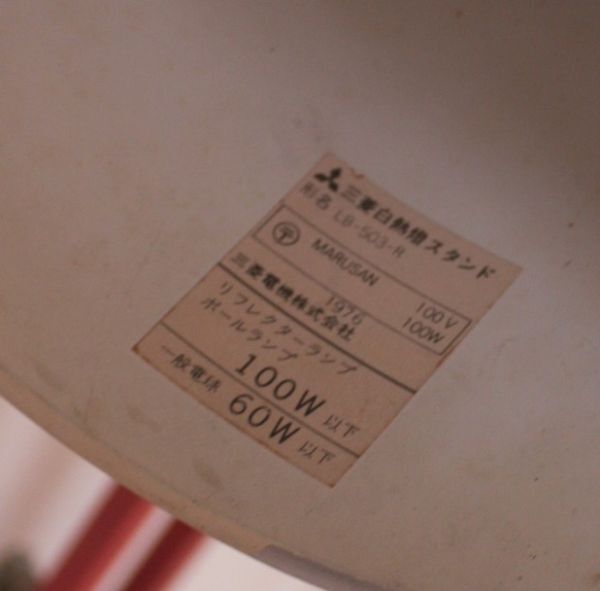 三菱白熱燈スタンド
形名 LB-503-R
〒 MARUSAN 100V 100W
1976
三菱電機株式会社
リフレクターランプ
ボールランプ
100W 以下
一般電球 60W 以下